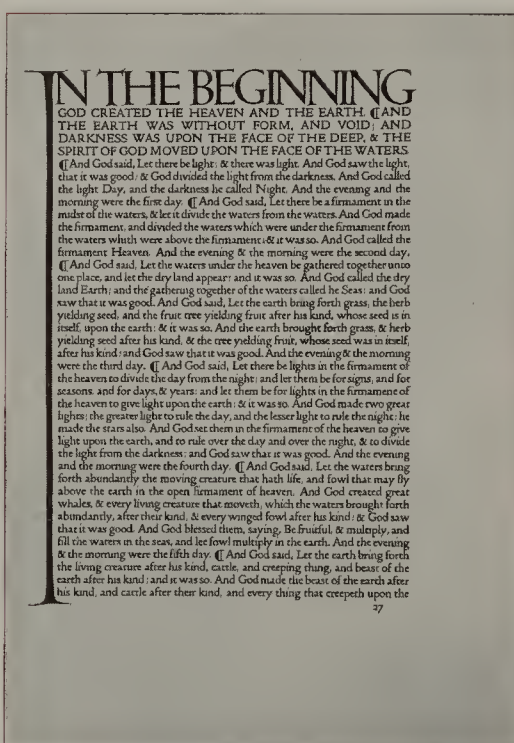 IN THE BEGINNING
GOD CREATED THE HEAVEN AND THE EARTH. ⁋AND
THE EARTH WAS WITHOUT FORM, AND VOID; AND
DARKNESS WAS UPON THE FACE OF THE DEEP, & THE
SPIRIT OF GOD MOVED UPON THE FACE OF THE WATERS.
⁋And God said, Let there be light: & there was light. And God saw the light,
that it was good: & God divided the light from the darkness. And God called
the light Day, and the darkness he called Night. And the evening and the
morning were the first day. ⁋And God said, Let there be a firmament in the
midst of the waters, & let it divide the waters from the waters. And God made
the firmament, and divided the waters which were under the firmament from
the waters which were above the firmament: & it was so. And God called the
firmament Heaven. And the evening & the morning were the second day.
⁋And God said, Let the waters under the heaven be gathered together unto
one place, and let the dry land appear: and it was so. And God called the dry
land Earth; and the gathering together of the waters called he Seas: and God
saw that it was good. And God said, Let the earth bring forth grass, the herb
yielding seed, and the fruit tree yielding fruit after his kind, whose seed is in
itself, upon the earth: & it was so. And the earth brought forth grass, & herb
yielding seed after his kind, & the tree yielding fruit, whose seed was in itself,
after his kind: and God saw that it was good. And the evening & the morning
were the third day. ⁋And God said, Let there be lights in the firmament of
the heaven to divide the day from the night; and let them be for signs, and for
seasons, and for days, & years: and let them be for lights in the firmament of
the heaven to give light upon the earth: & it was so. And God made two great
lights; the greater light to rule the day, and the lesser light to rule the night: he
made the stars also. And God set them in the firmament of the heaven to give
light upon the earth, and to rule over the day and over the night, & to divide
the light from the darkness: and God saw that it was good. And the evening
and the morning were the fourth day. ⁋And God said, Let the waters bring
forth abundantly the moving creature that hath life, and fowl that may fly
above the earth in the open firmament of heaven. And God created great
whales, & every living creature that moveth, which the waters brought forth
abundantly, after their kind, & every winged fowl after his kind: & God saw
that it was good. And God blessed them, saying, Be fruitful, & multiply, and
fill the waters in the seas, and let fowl multiply in the earth. And the evening
& the morning were the fifth day. ⁋And God said, Let the earth bring forth
the living creature after his kind, cattle, and creeping thing, and beast of the
earth after his kind: and it was so. And God made the beast of the earth after
his kind, and cattle after their kind, and every thing that creepeth upon the
27